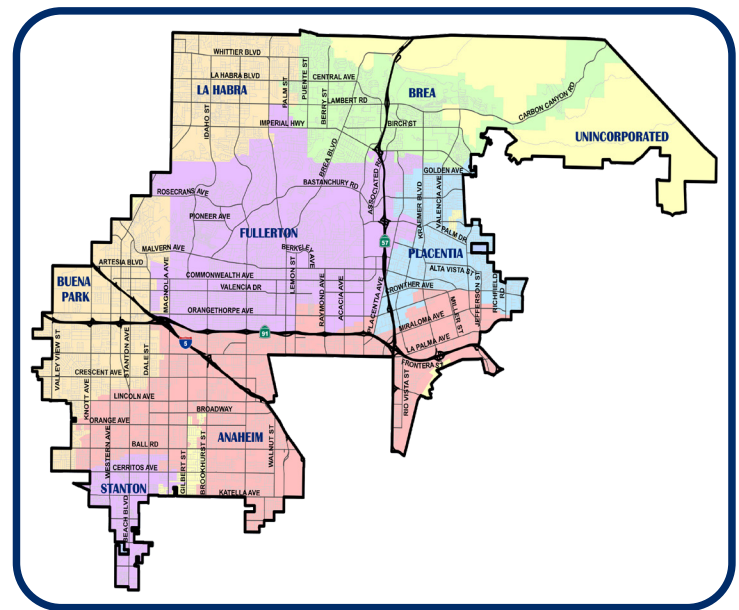 WHITTIER BLVD
LA HABRA BLVD
LA HABRA
PALM ST
PUENTE ST
CENTRAL AVE
BERRY ST
LAMBERT RD
BREA
CARBON CANYON RD
IDAHO ST
IMPERIAL HWY
BIRCH ST
UNINCORPORATED
BREA BLVD
ASSOCIATED RD
GOLDEN AVE
BASTANCHURY RD
ROSECRANS AVE
KRAEMER BLVD
VALENCIA AVE
PIONEER AVE
FULLERTON
PALM DR
57
MALVERN AVE
BERKELEY AVE
PLACENTIA
ARTESIA BLVD
ALTA VISTA ST
BUENA
PARK
MAGNOLIA AVE
COMMONWEALTH AVE
LEMON ST
VALENCIA DR
RAYMOND AVE
ACACIA AVE
PLACENTIA AVE
CROWTHER AVE
JEFFERSON ST
RICHFIELD
RD
ORANGETHORPE AVE
MILLER ST
MIRALOMA AVE
91
5
LA PALMA AVE
VALLEY VIEW ST
STANTON AVE
DALE ST
FRONTERA ST
CRESCENT AVE
KNOTT AVE
LINCOLN AVE
RIO VISTA ST
BROADWAY
ORANGE AVE
WESTERN AVE
BALL RD
ANAHEIM
WALNUT ST
GILBERT ST
BROOKHURST ST
CERRITOS AVE
STANTON
KATELLA AVE
BEACH BLVD